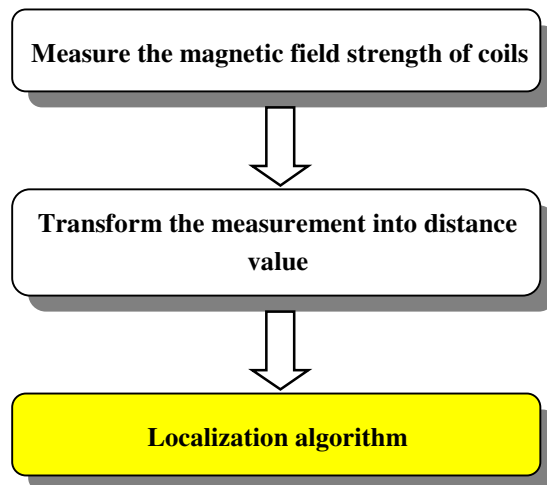 Measure the magnetic field strength of coils
Transform the measurement into distance
value
Localization algorithm